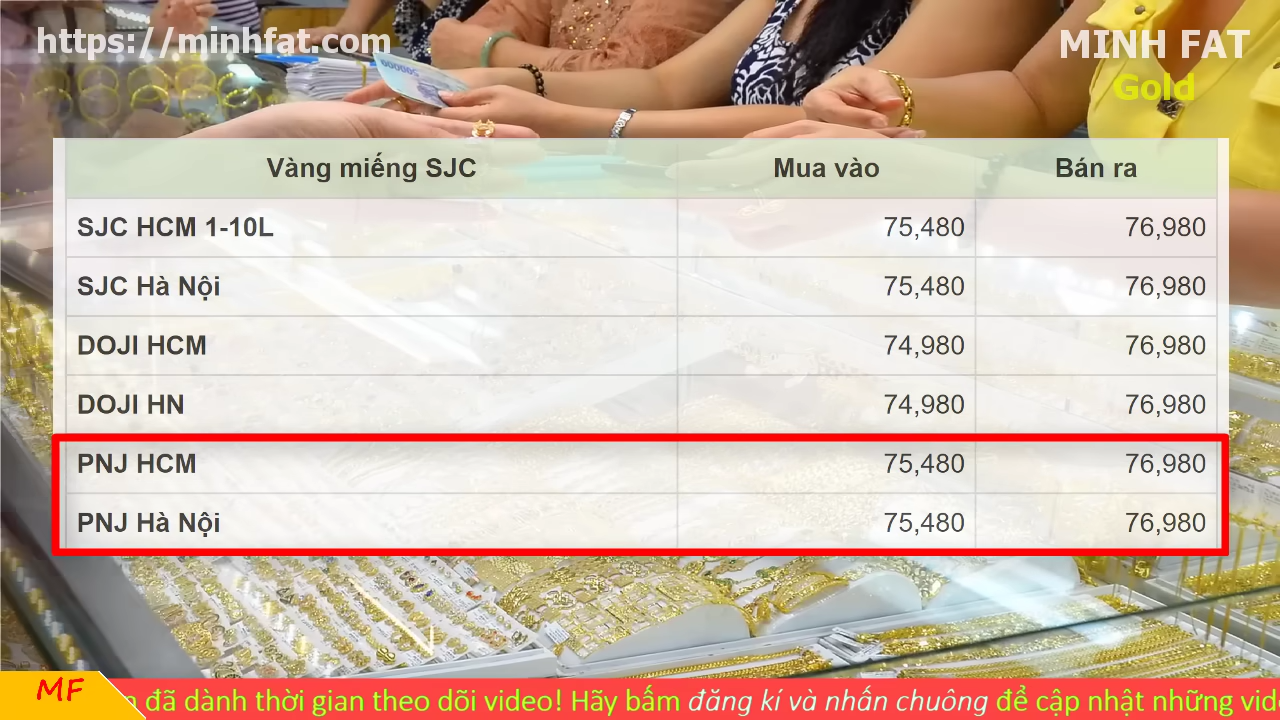 https://minhfat.com
MINH FAT
Gold
Vàng miếng SJC Mua vào Bán ra
SJC HCM 1-10L 75,480 76,980
SJC Hà Nội 75,480 76,980
DOJI HCM 74,980 76,980
DOJI HN 74,980 76,980
PNJ HCM 75,480 76,980
PNJ Hà Nội 75,480 76,980
MF
đã dành thời gian theo dõi video! Hãy bấm đăng kí và nhấn chuông để cập nhật những